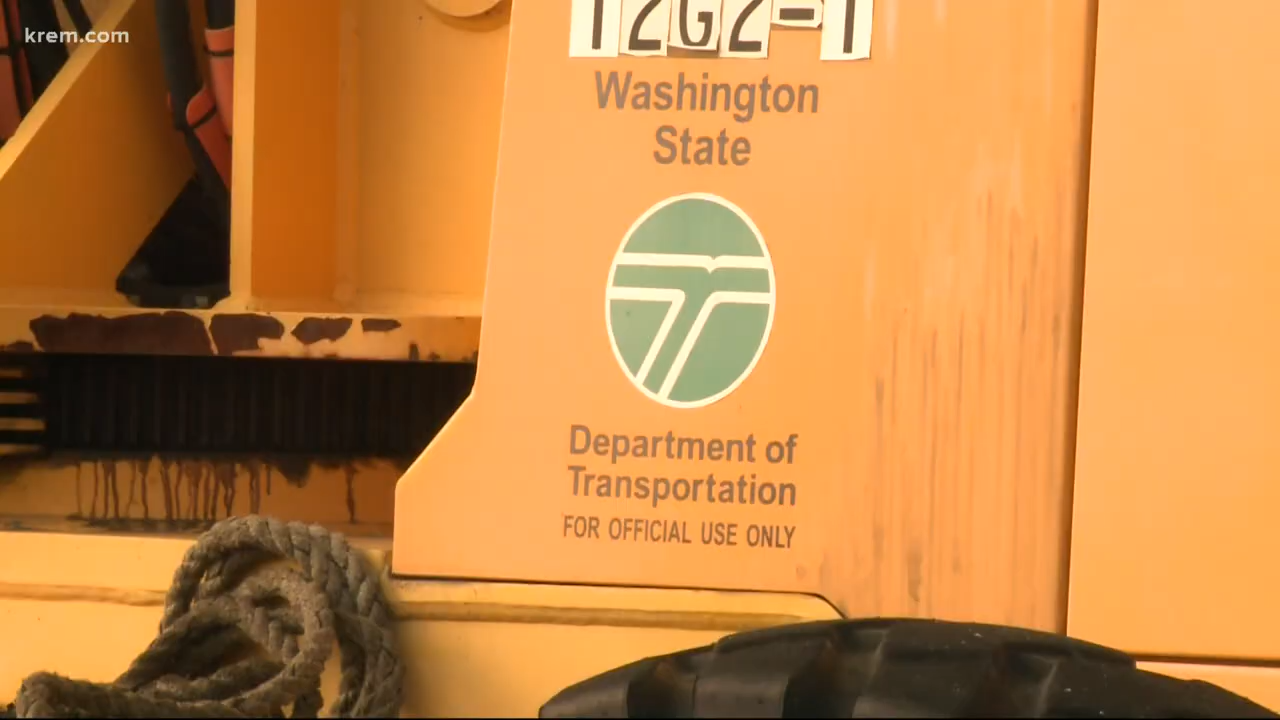 krem.com
12G2-1
Washington
State
Department of
Transportation
FOR OFFICIAL USE ONLY